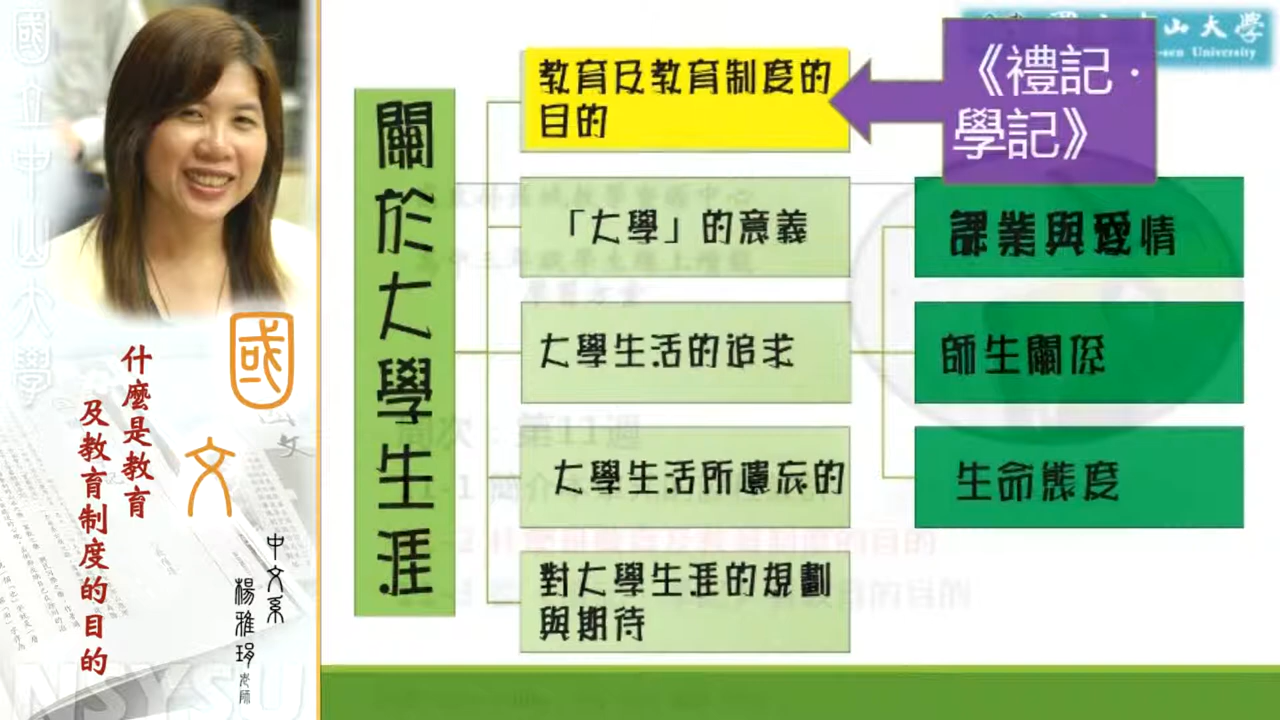 國立中山大學
國文
什麼是教育
及教育制度的目的
中文系
楊雅琄老師
NSYSU
關於大學生涯
教育及教育制度的
目的
「大學」的意義
大學生活的追求
大學生活所遺忘的
對大學生涯的規劃
與期待
《禮記·
學記》
課業與愛情
師生關係
生命態度
山大學
University
第11週